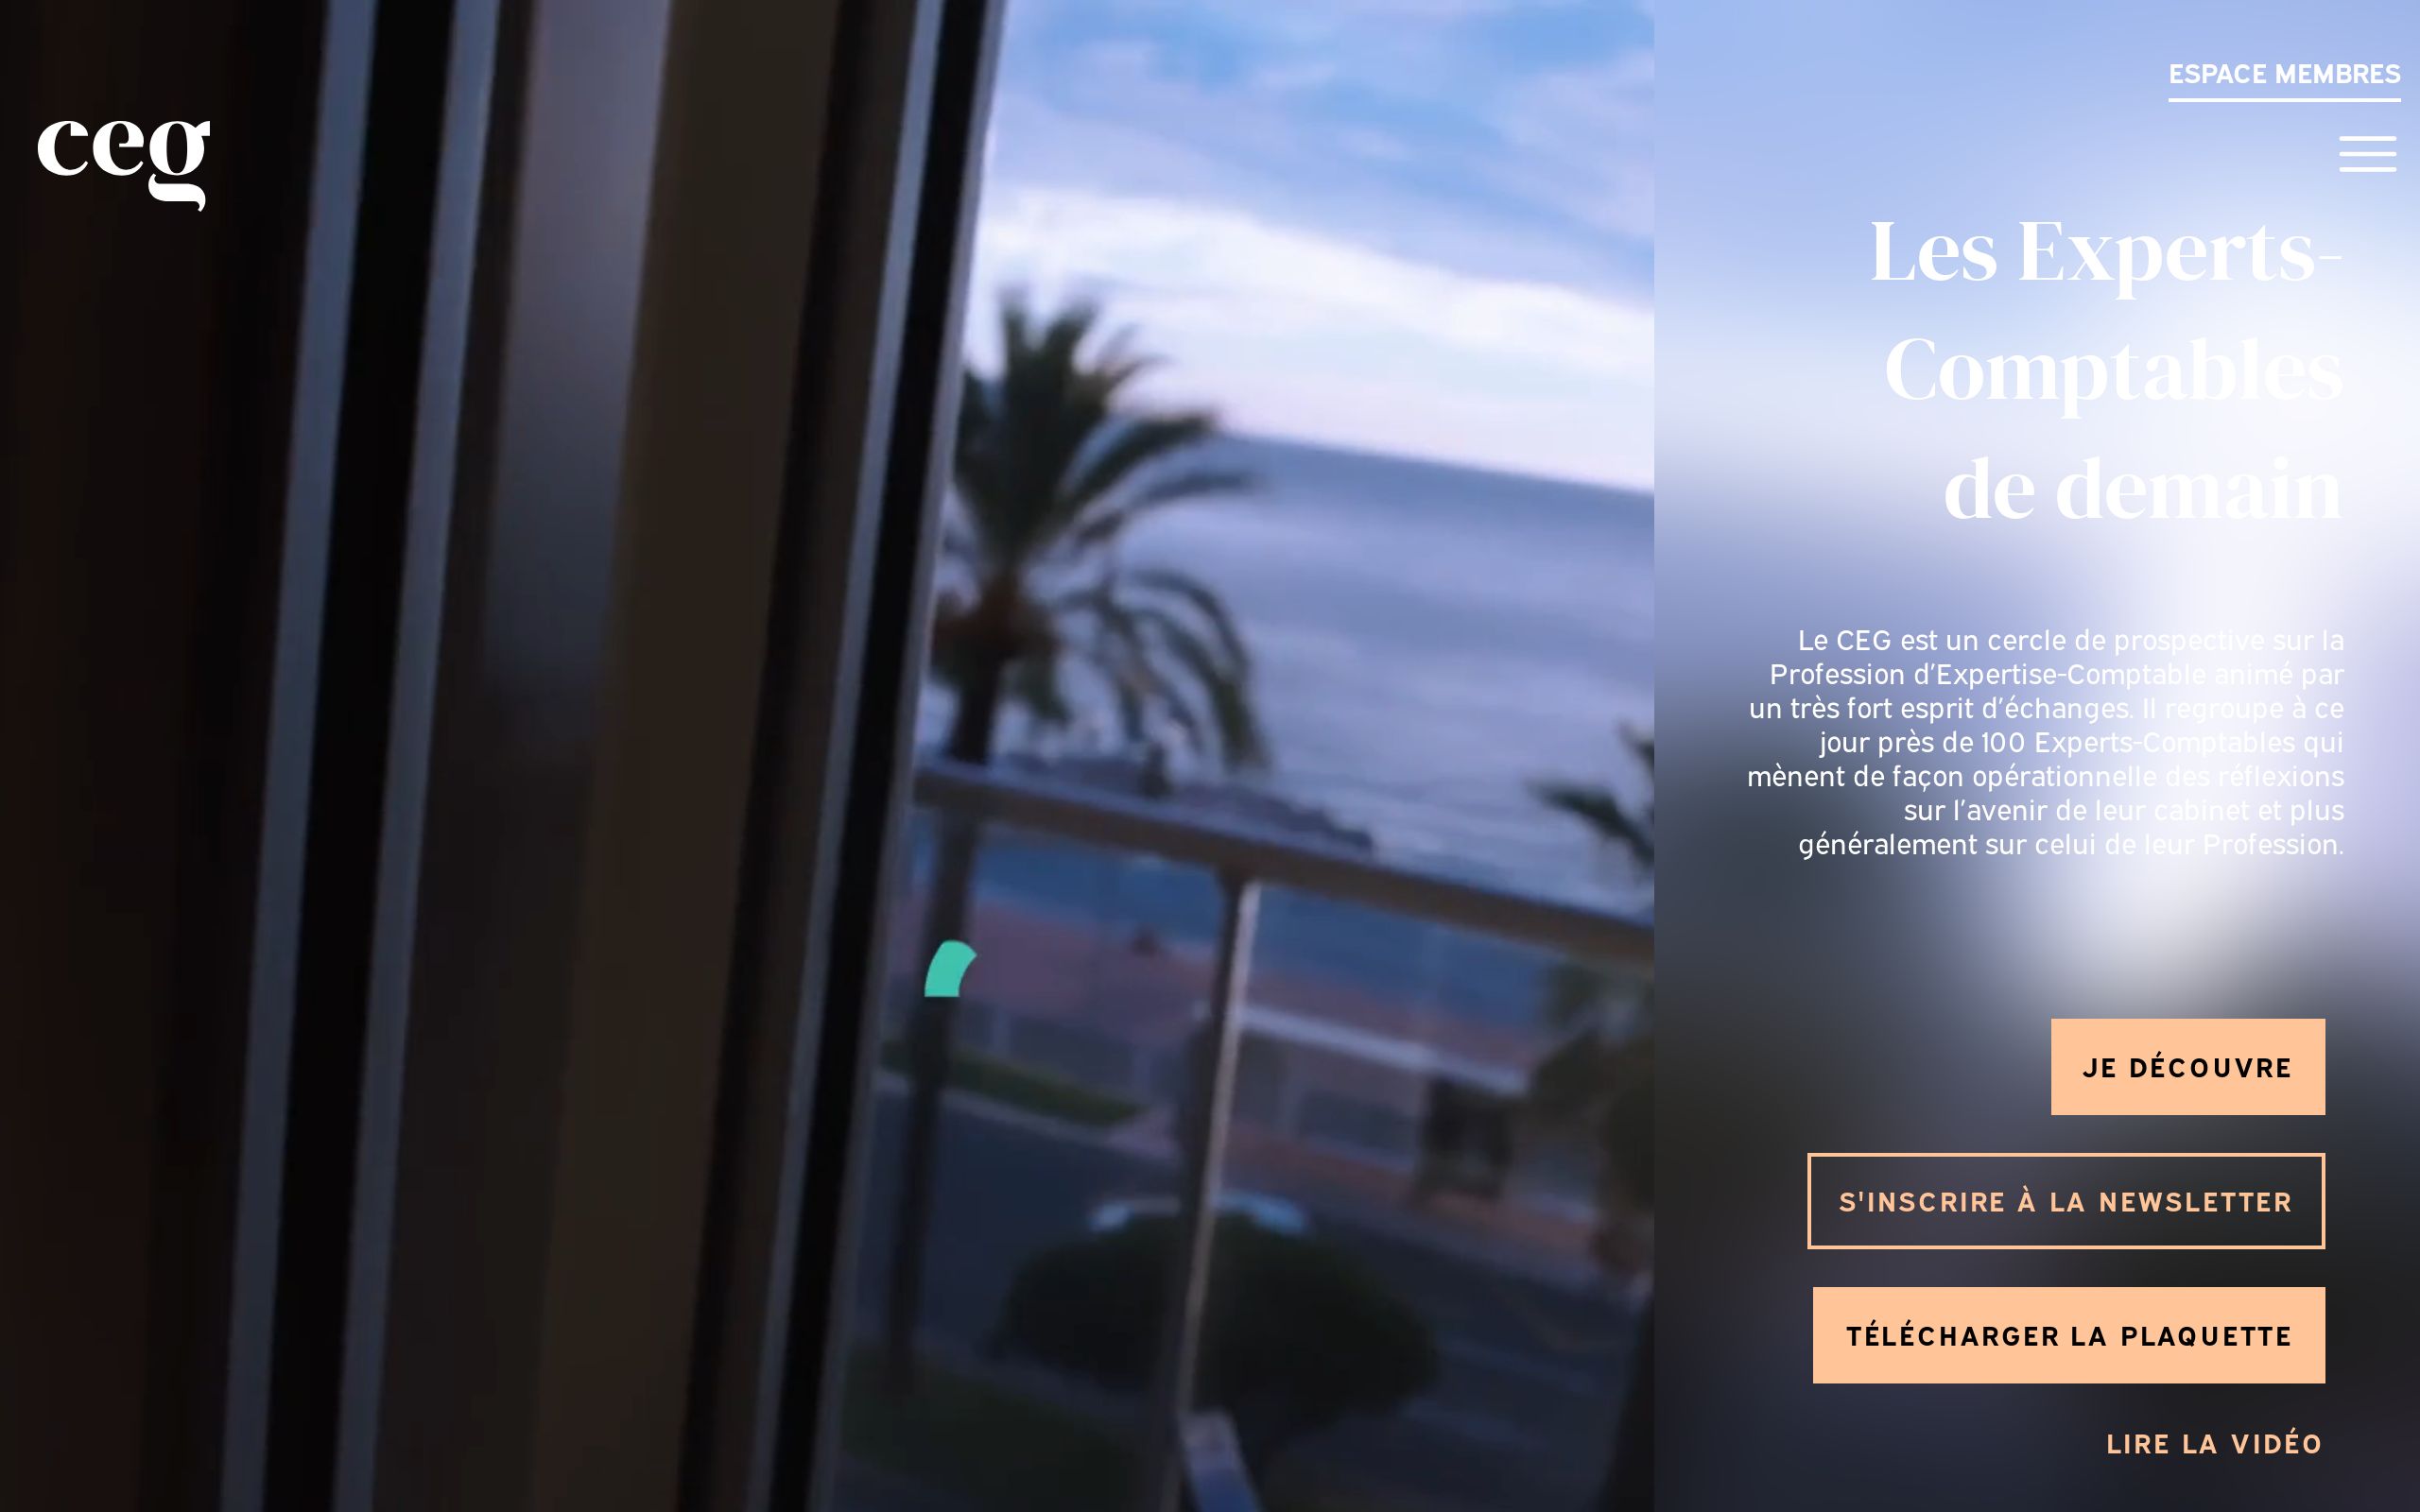 ceg
ESPACE MEMBRES
Les Experts-
Comptables
de demain
Le CEG est un cercle de prospective sur la
Profession d’Expertise-Comptable animé par
un très fort esprit d’échanges. Il regroupe à ce
jour près de 100 Experts-Comptables qui
mènent de façon opérationnelle des réflexions
sur l’avenir de leur cabinet et plus
généralement sur celui de leur Profession.
JE DÉCOUVRE
S'INSCRIRE À LA NEWSLETTER
TÉLÉCHARGER LA PLAQUETTE
LIRE LA VIDÉO